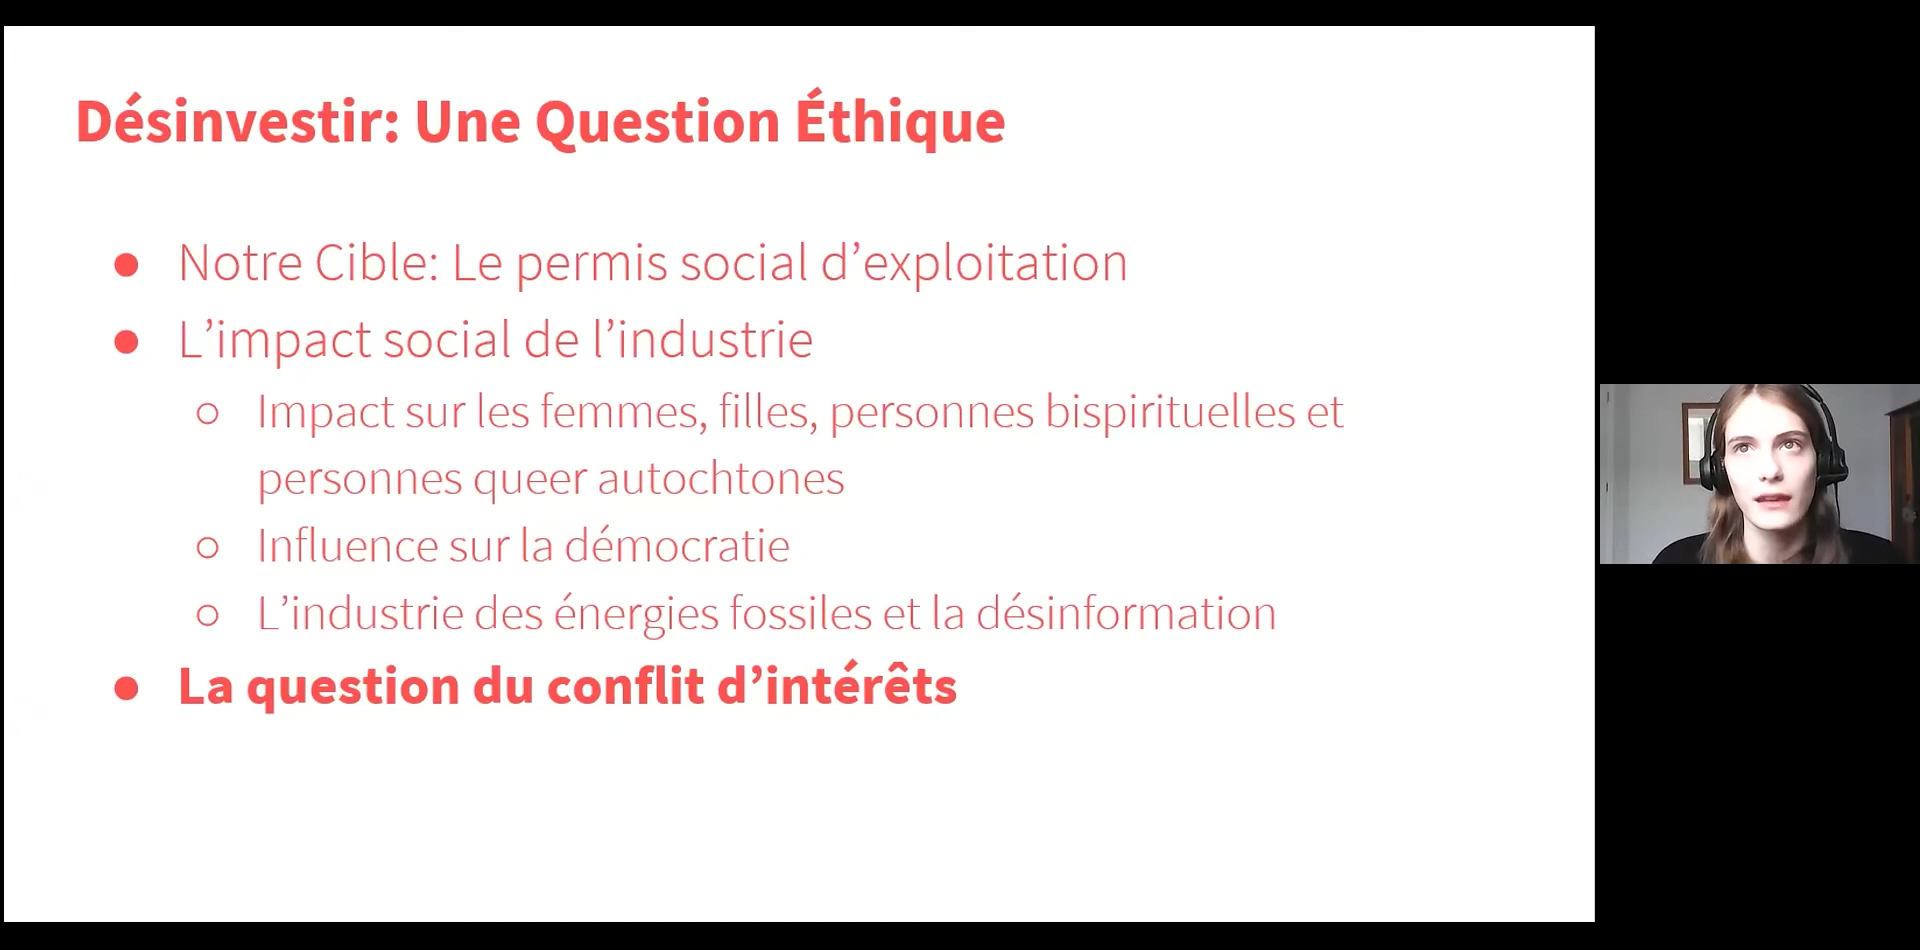 Désinvestir: Une Question Éthique
● Notre Cible: Le permis social d’exploitation
● L’impact social de l’industrie
○ Impact sur les femmes, filles, personnes bispirituelles et
personnes queer autochtones
○ Influence sur la démocratie
○ L’industrie des énergies fossiles et la désinformation
● La question du conflit d’intérêts